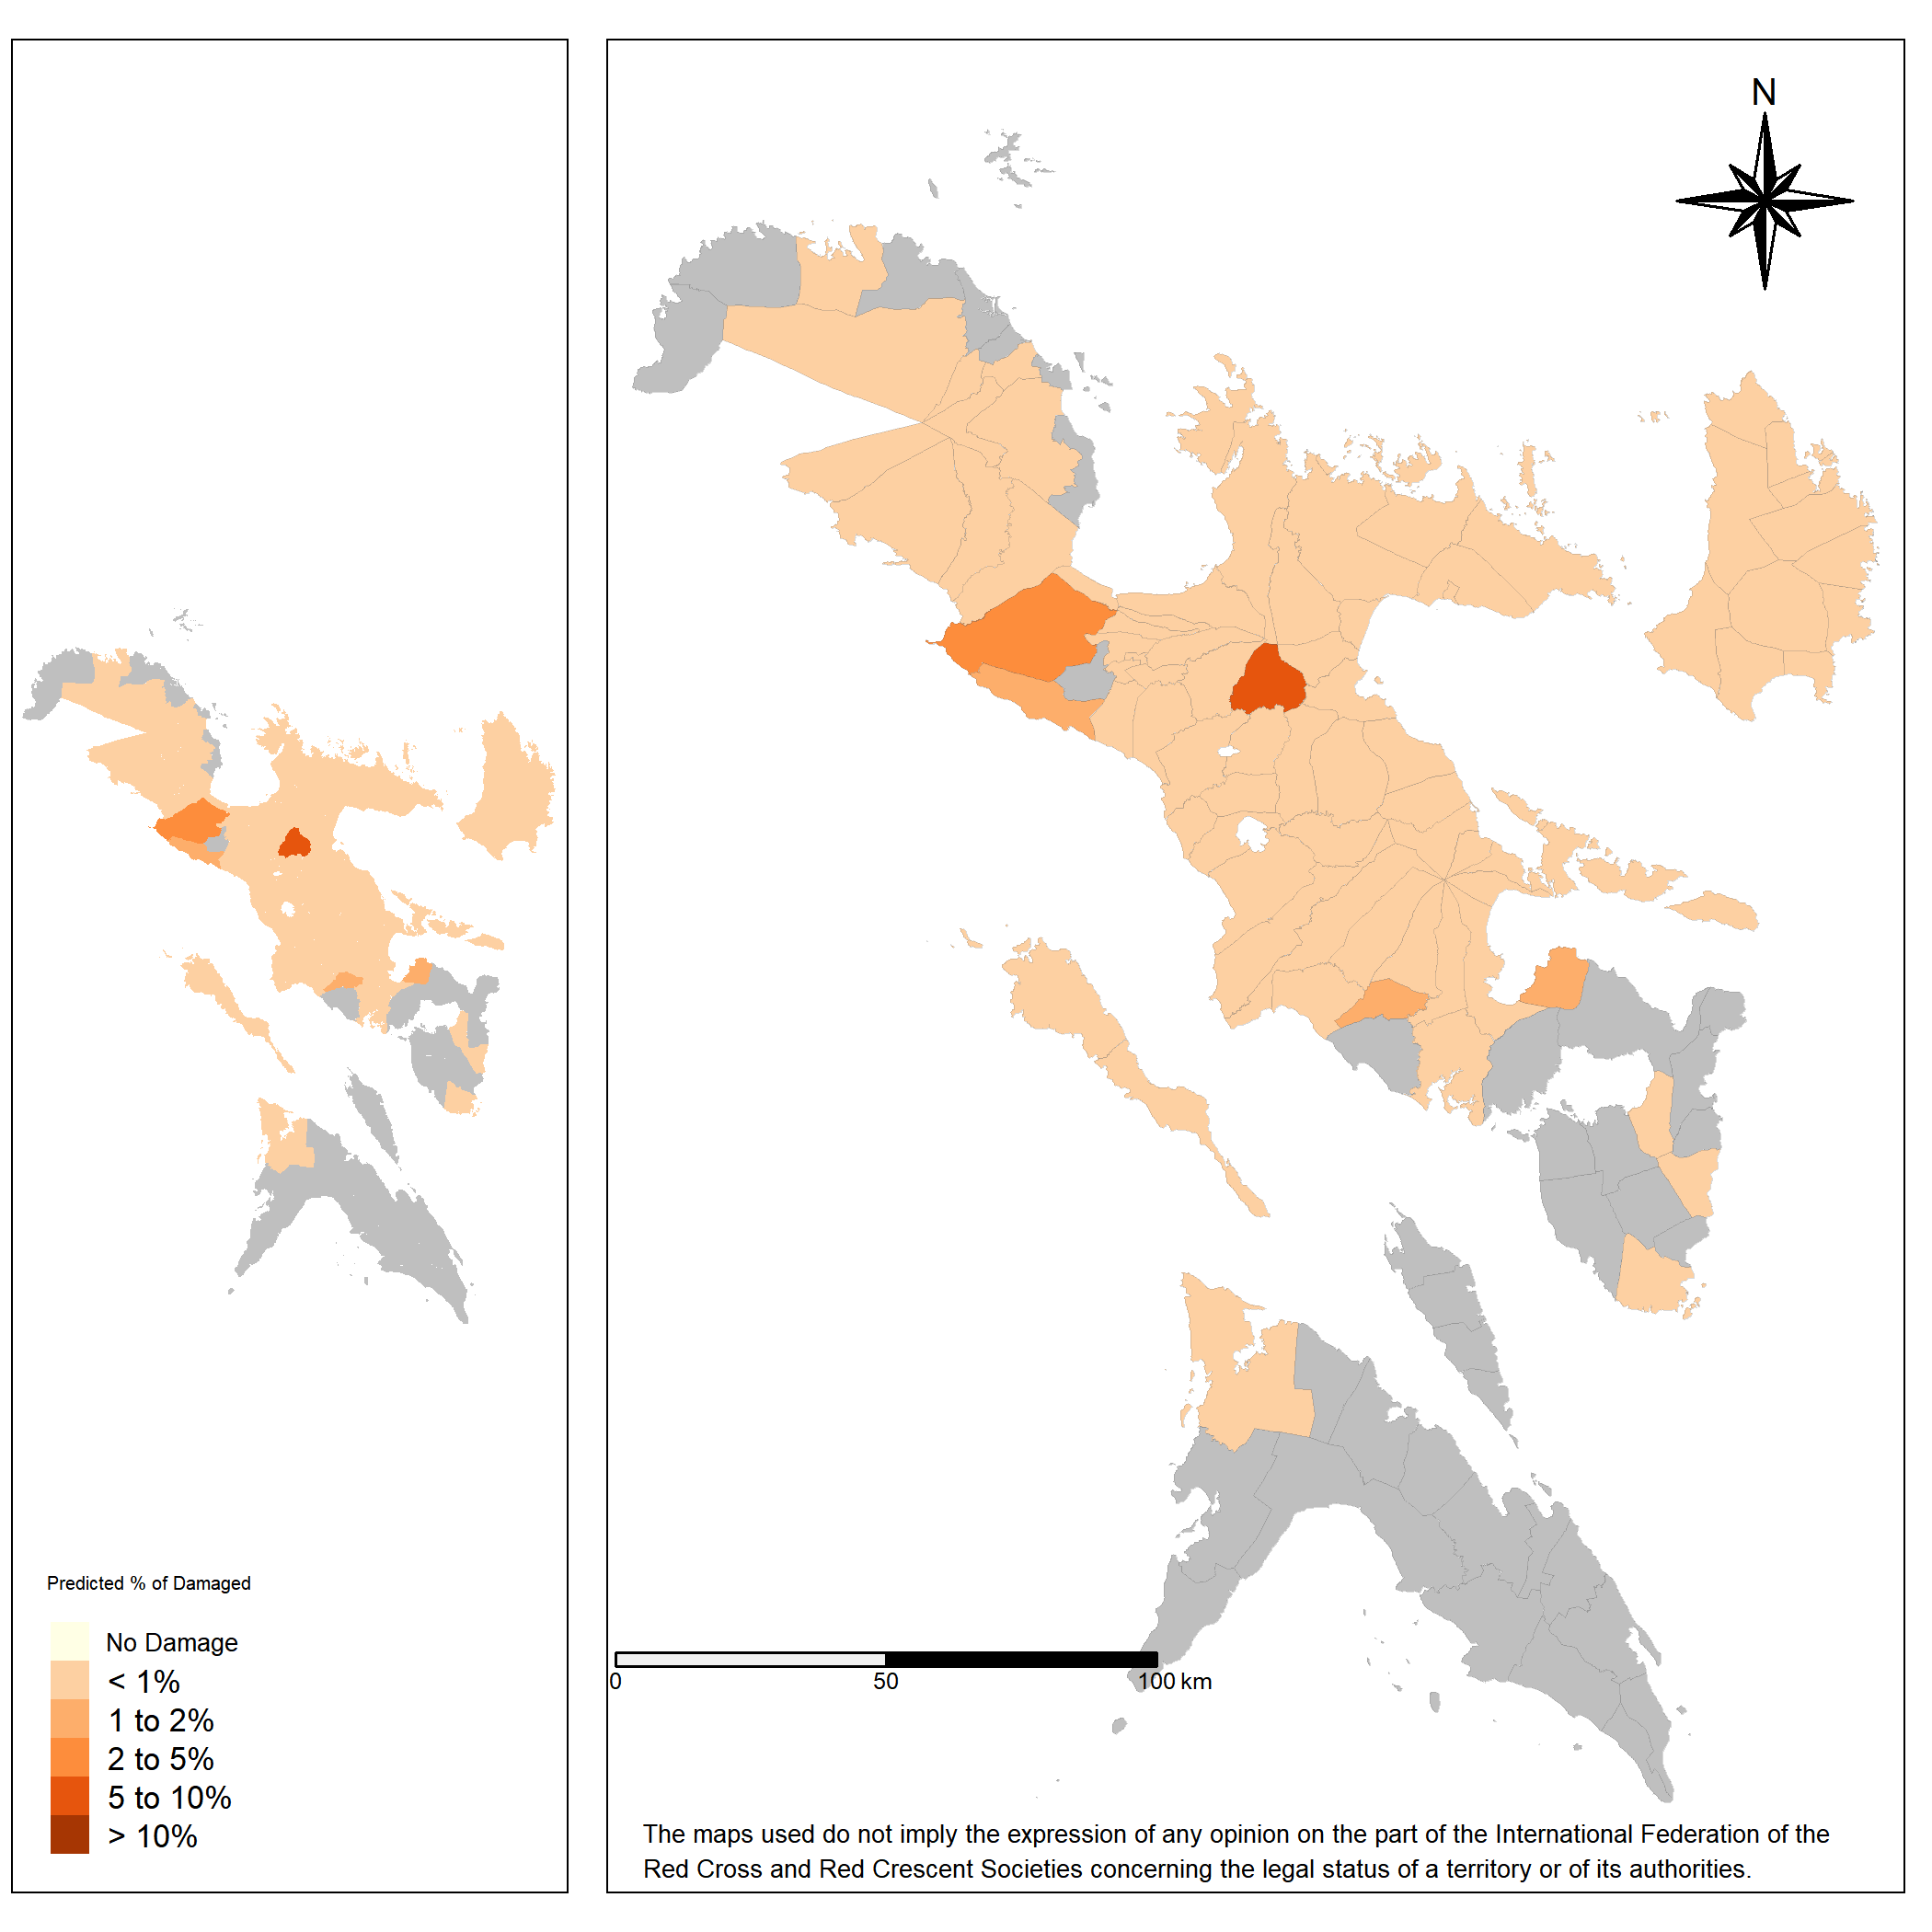 N
Predicted % of Damaged
No Damage
< 1%
1 to 2%
2 to 5%
5 to 10%
> 10%
0 50 100 km
The maps used do not imply the expression of any opinion on the part of the International Federation of the
Red Cross and Red Crescent Societies concerning the legal status of a territory or of its authorities.